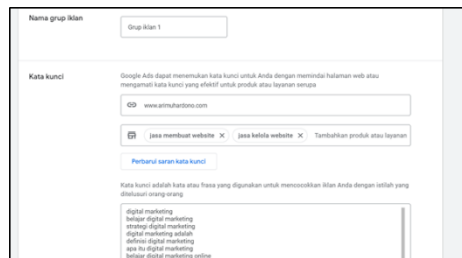 Nama grup iklan
Grup iklan 1
Kata kunci
Google Ads dapat menemukan kata kunci untuk Anda dengan memindai halaman web atau
mengamati kata kunci yang efektif untuk produk atau layanan serupa
www.arimuhardono.com
jasa membuat website X jasa kelola website X Tambahkan produk atau layanan
Perbarui saran kata kunci
Kata kunci adalah kata atau frasa yang digunakan untuk mencocokkan iklan Anda dengan istilah yang
ditelusuri orang-orang
digital marketing
belajar digital marketing
strategi digital marketing
digital marketing adalah
definisi digital marketing
apa itu digital marketing
belajar digital marketing online